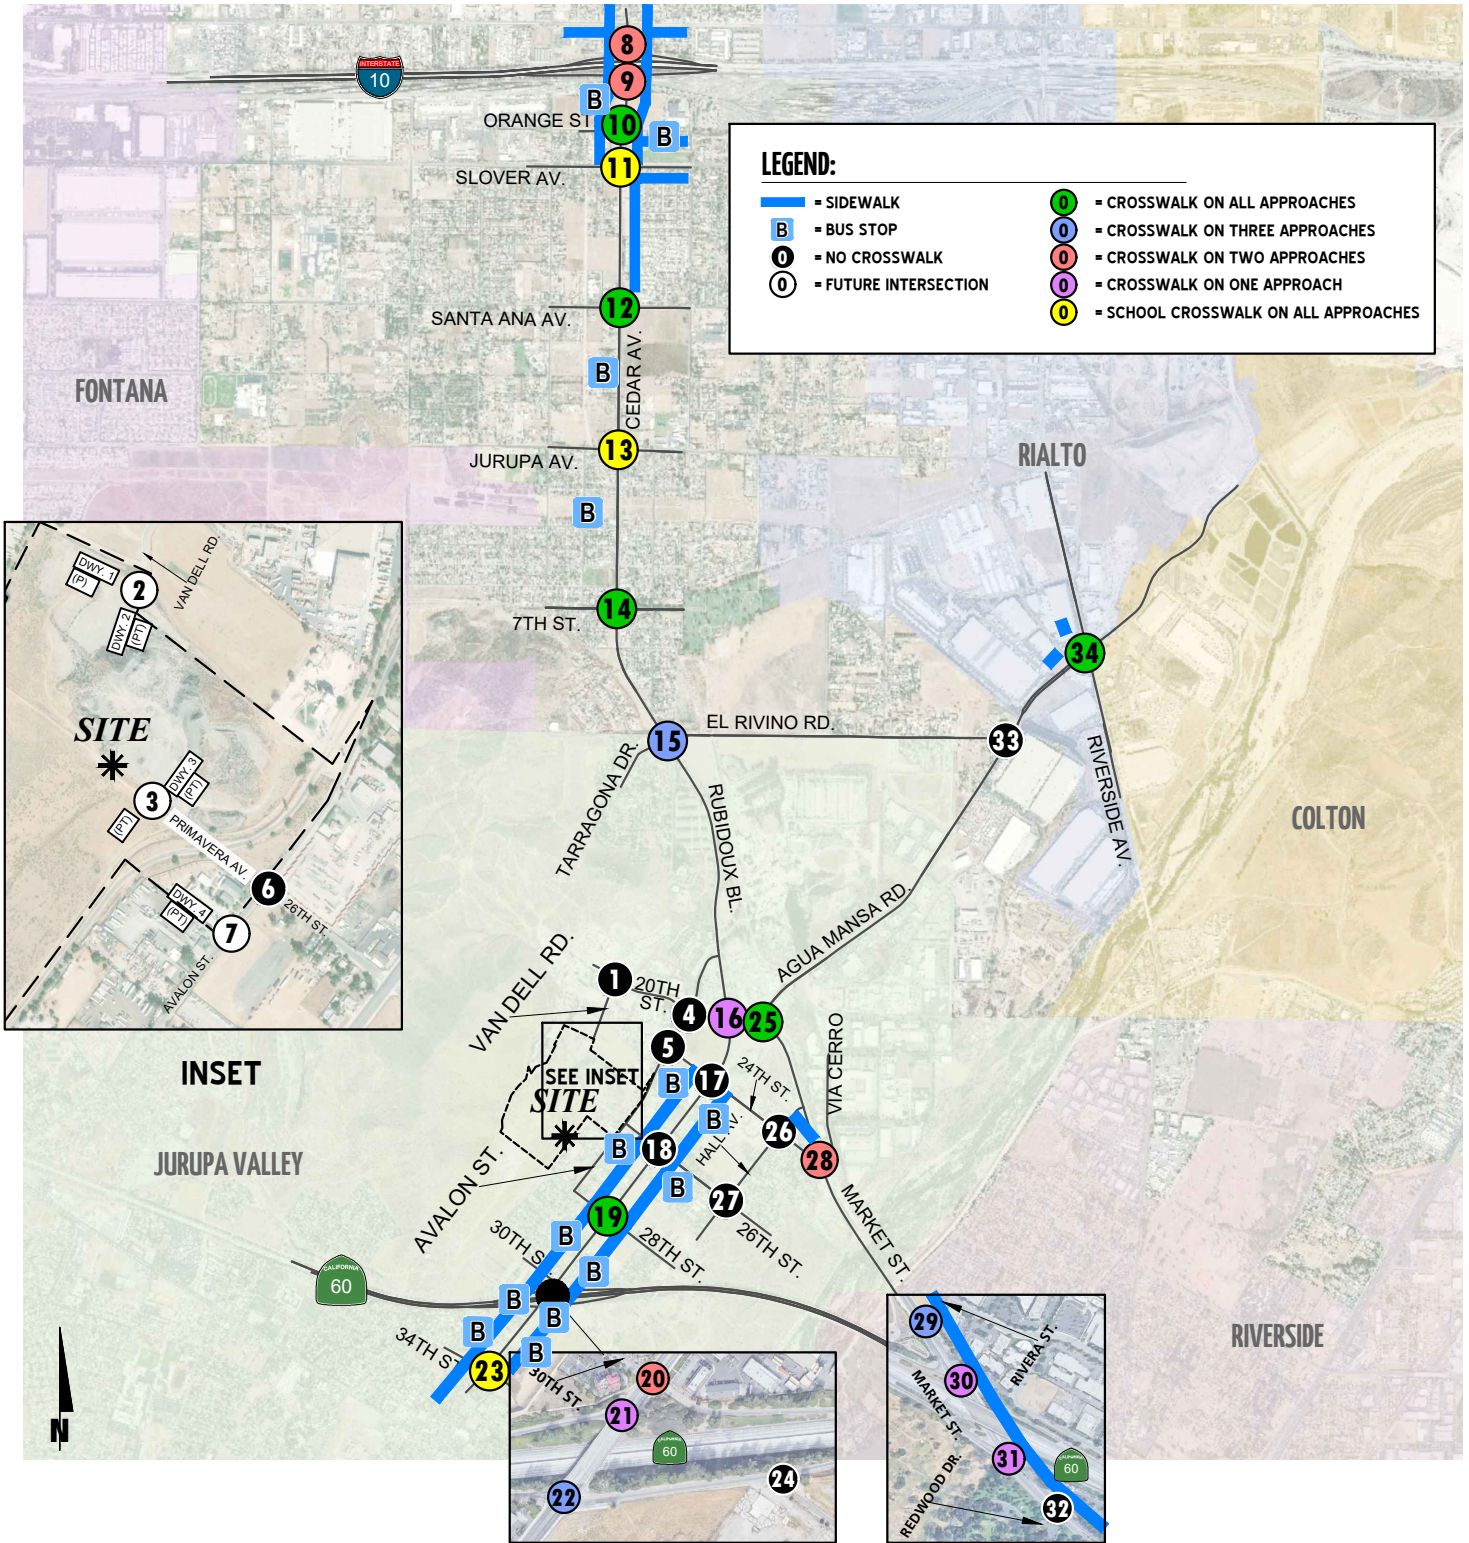 8
INTERSTATE
10
9
B
ORANGE ST
10
B
SLOVER AV.
11
LEGEND:
= SIDEWALK
B = BUS STOP
0 = NO CROSSWALK
0 = FUTURE INTERSECTION
0 = CROSSWALK ON ALL APPROACHES
0 = CROSSWALK ON THREE APPROACHES
0 = CROSSWALK ON TWO APPROACHES
0 = CROSSWALK ON ONE APPROACH
0 = SCHOOL CROSSWALK ON ALL APPROACHES
SANTA ANA AV.
12
CEDAR AV.
B
FONTANA
JURUPA AV.
13
RIALTO
B
7TH ST.
14
34
DWY. 1
(P)
2
VAN DELL RD.
DWY. 2
(PT)
SITE
3
DWY. 3
(PT)
(PT)
PRIMAVERA AV.
6
26TH ST.
DWY. 4
(PT)
7
AVALON ST.
INSET
15
EL RIVINO RD.
33
TARRAGONA DR.
RUBIDOUX BL.
RIVERSIDE AV.
COLTON
AGUA MANSA RD.
VAN DELL RD.
1
20TH
ST.
4
16
25
5
SEE INSET
SITE
B
17
24TH ST.
VIA CERRO
B
HALL AV.
26
B
18
28
JURUPA VALLEY
AVALON ST.
B
27
19
26TH ST.
MARKET ST.
30TH S
B
28TH ST.
B
CALIFORNIA
60
B
B
34TH S
B
B
23
N
30TH ST.
20
21
CALIFORNIA
60
22
24
29
RIVERA ST.
30
MARKET ST.
31
CALIFORNIA
60
REDWOOD DR.
32
RIVERSIDE